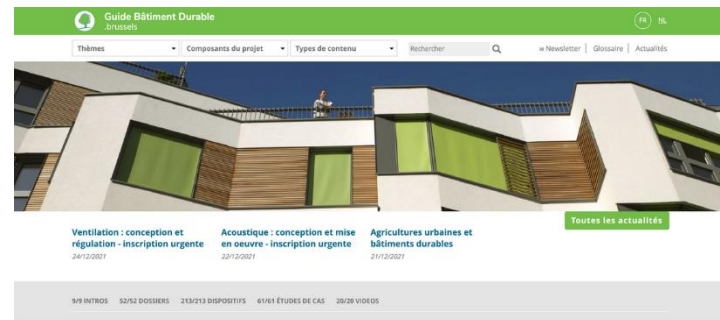 Guide Bâtiment Durable
.brussels
FR NL
Thèmes Composants du projet Types de contenu Rechercher Newsletter | Glossaire | Actualités
Toutes les actualités
Ventilation : conception et
régulation - inscription urgente
24/12/2021
Acoustique : conception et mise
en oeuvre - inscription urgente
22/12/2021
Agricultures urbaines et
bâtiments durables
21/12/2021
9/9 INTROS 52/52 DOSSIERS 213/213 DISPOSITIFS 61/61 ÉTUDES DE CAS 20/20 VIDEOS